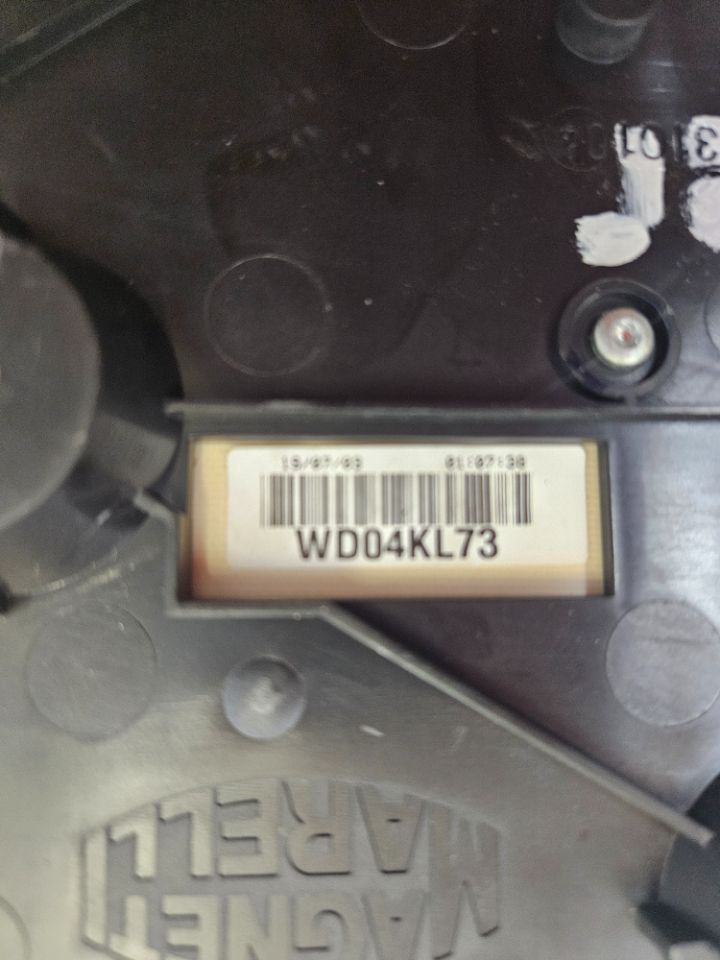 19/07/03 01:07:30
WD04KL73
MAGNETI
MARELLI